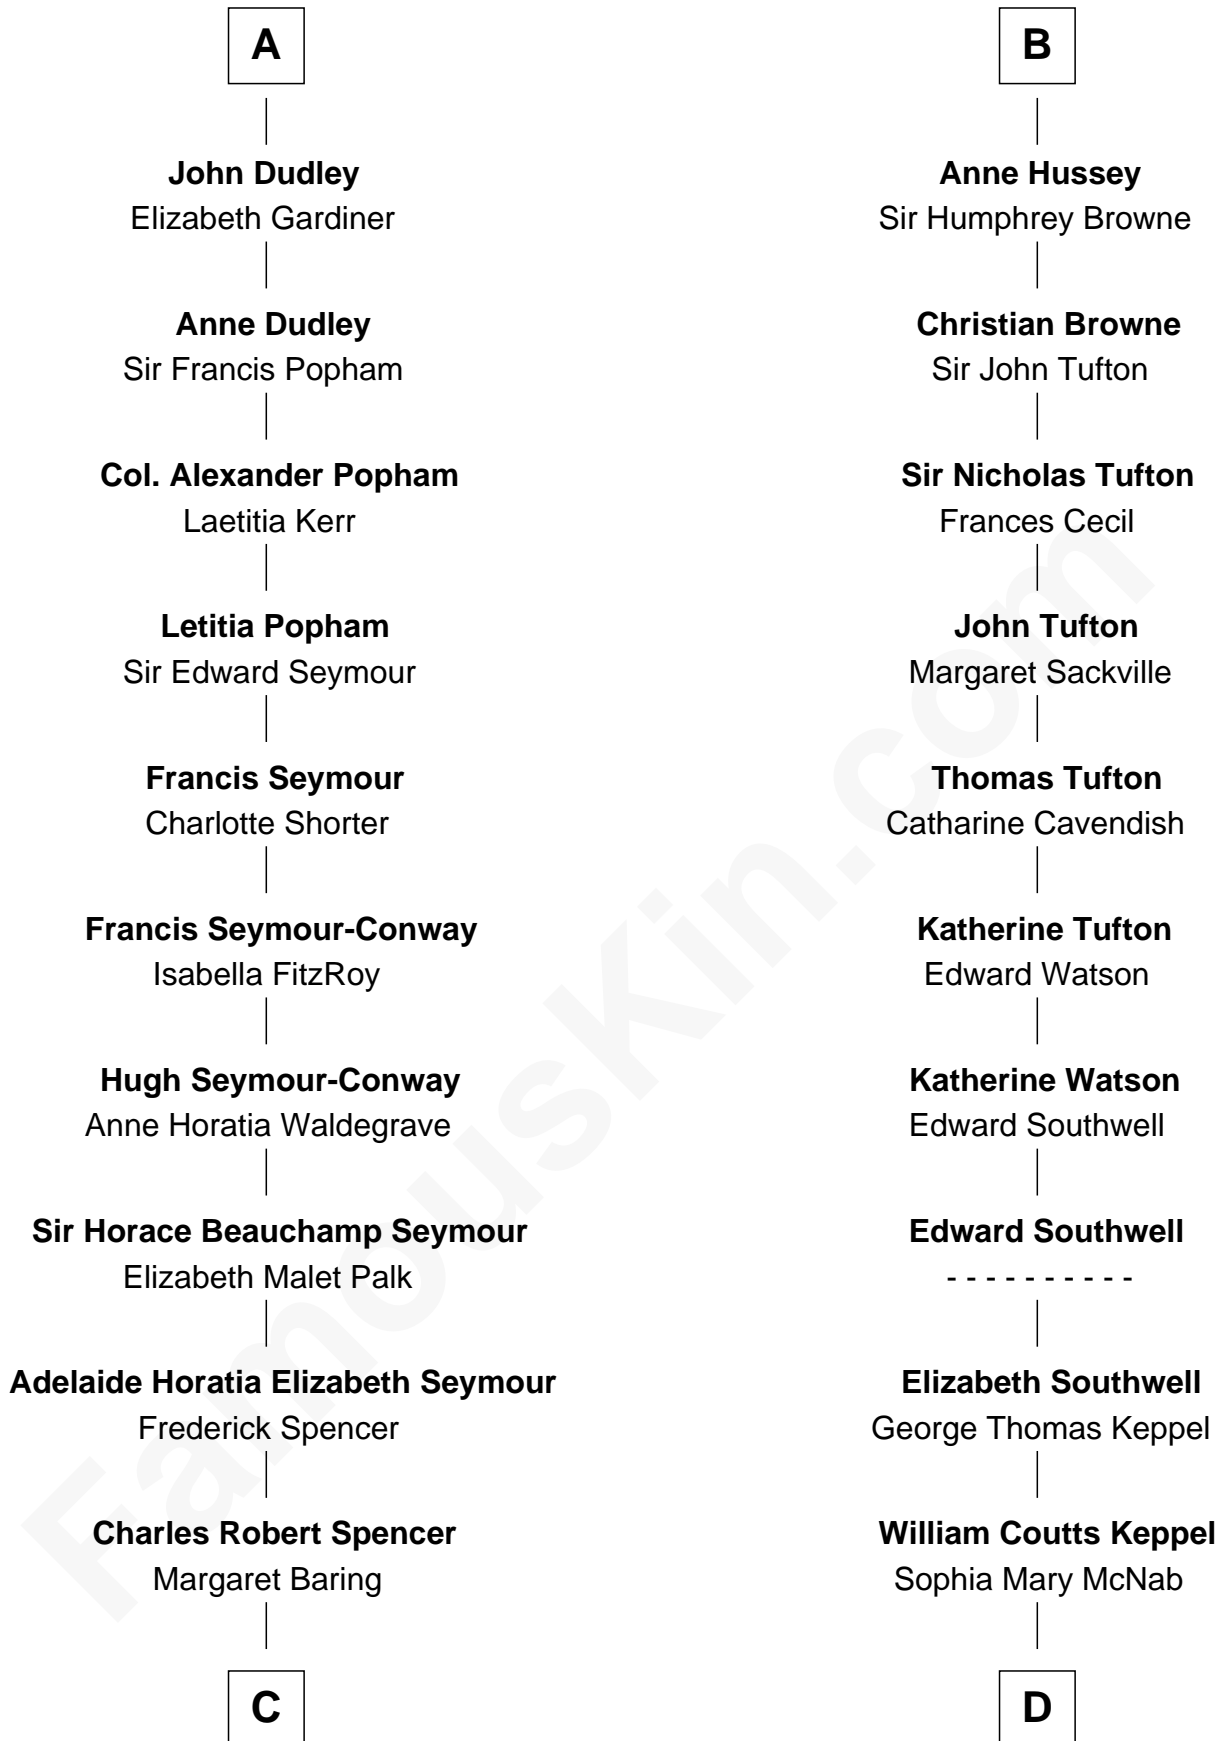 A
John Dudley
Elizabeth Gardiner
Anne Dudley
Sir Francis Popham
Col. Alexander Popham
Laetitia Kerr
Letitia Popham
Sir Edward Seymour
Francis Seymour
Charlotte Shorter
Francis Seymour-Conway
Isabella FitzRoy
Hugh Seymour-Conway
Anne Horatia Waldegrave
Sir Horace Beauchamp Seymour
Elizabeth Malet Palk
Adelaide Horatia Elizabeth Seymour
Frederick Spencer
Charles Robert Spencer
Margaret Baring
C
B
Anne Hussey
Sir Humphrey Browne
Christian Browne
Sir John Tufton
Sir Nicholas Tufton
Frances Cecil
John Tufton
Margaret Sackville
Thomas Tufton
Catharine Cavendish
Katherine Tufton
Edward Watson
Katherine Watson
Edward Southwell
Edward Southwell
- - - - - - - - - -
Elizabeth Southwell
George Thomas Keppel
William Coutts Keppel
Sophia Mary McNab
D
FamousKin.com